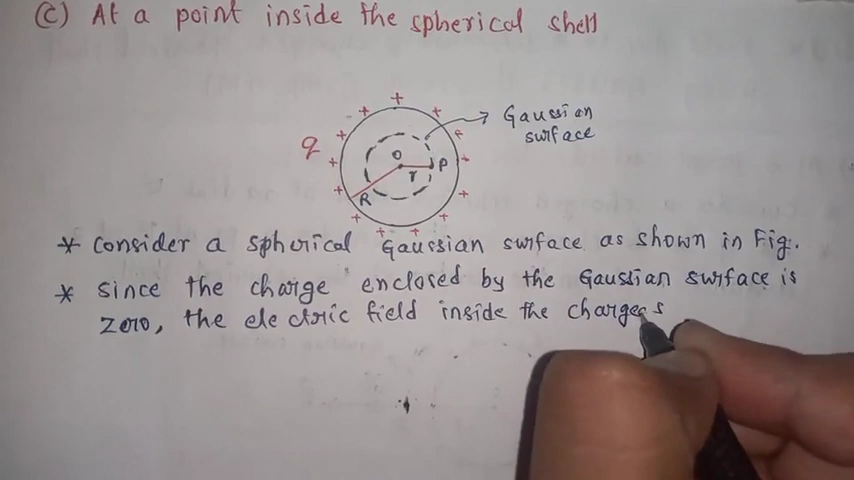 (C) At a point inside the spherical shell
Gaussian
surface
q
O
P
r
R
* consider a spherical Gaussian surface as shown in Fig.
* since the charge enclosed by the Gaussian surface is
zero, the electric field inside the charges